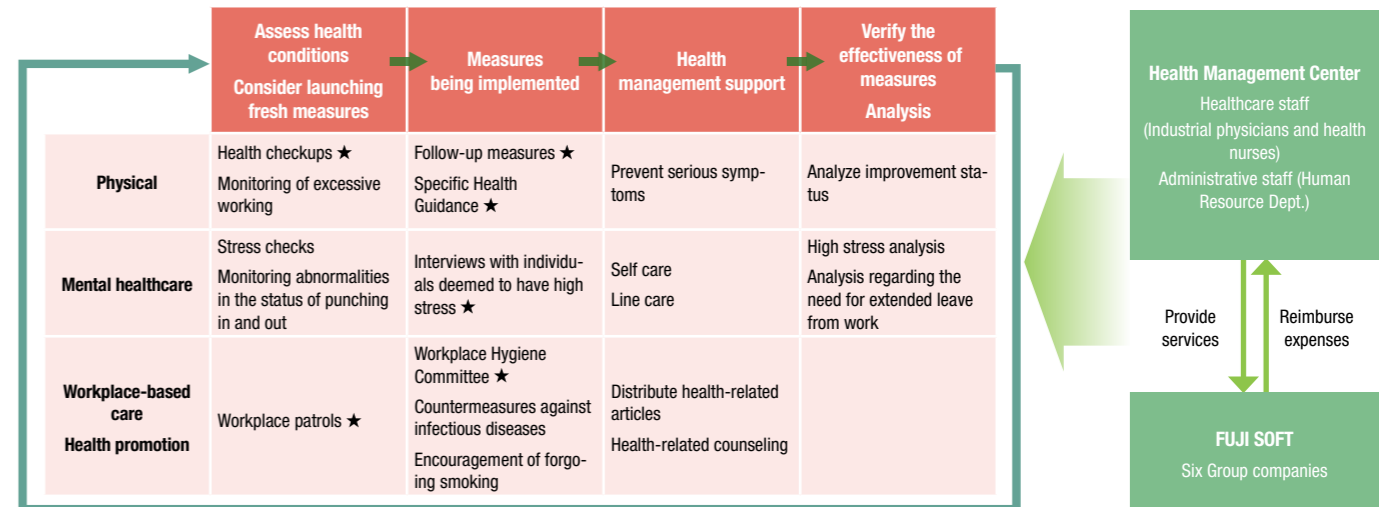 Assess health
conditions
Consider launching
fresh measures
Measures
being implemented
Health
management support
Verify the
effectiveness of
measures
Analysis
Physical
Health checkups ★
Monitoring of excessive
working
Follow-up measures ★
Specific Health
Guidance ★
Prevent serious symp-
toms
Analyze improvement sta-
tus
Mental healthcare
Stress checks
Monitoring abnormalities
in the status of punching
in and out
Interviews with individu-
als deemed to have high
stress ★
Self care
Line care
High stress analysis
Analysis regarding the
need for extended leave
from work
Workplace-based
care
Health promotion
Workplace patrols ★
Workplace Hygiene
Committee ★
Countermeasures against
infectious diseases
Encouragement of forgo-
ing smoking
Distribute health-related
articles
Health-related counseling
Health Management Center
Healthcare staff
(Industrial physicians and health
nurses)
Administrative staff (Human
Resource Dept.)
Provide
services
Reimburse
expenses
FUJI SOFT
Six Group companies